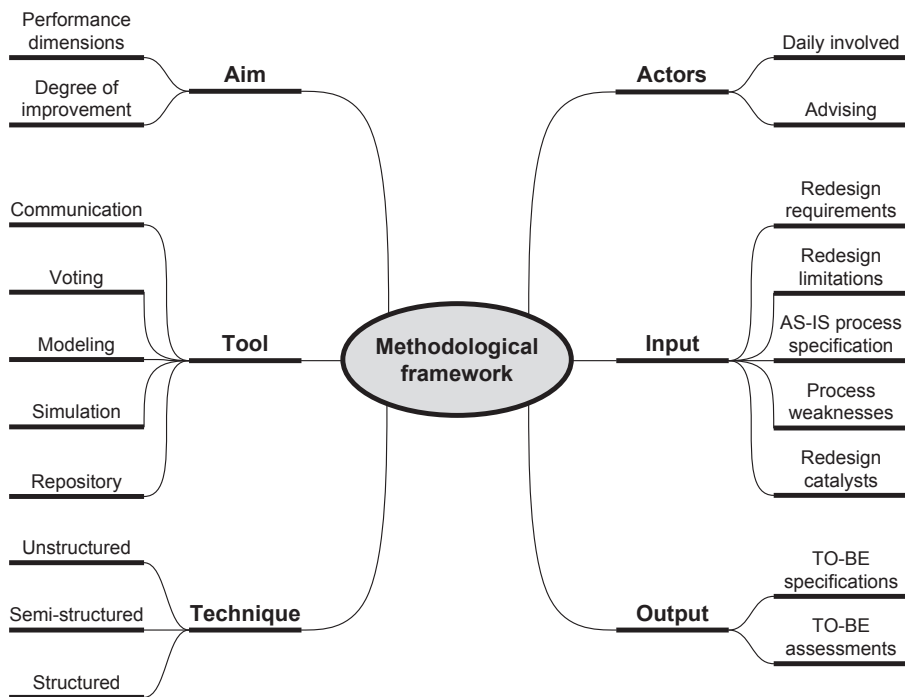 Performance
dimensions
Aim
Degree of
improvement
Communication
Voting
Modeling
Tool
Simulation
Repository
Unstructured
Semi-structured
Technique
Structured
Methodological
framework
Actors
Daily involved
Advising
Redesign
requirements
Redesign
limitations
Input
AS-IS process
specification
Process
weaknesses
Redesign
catalysts
TO-BE
specifications
Output
TO-BE
assessments